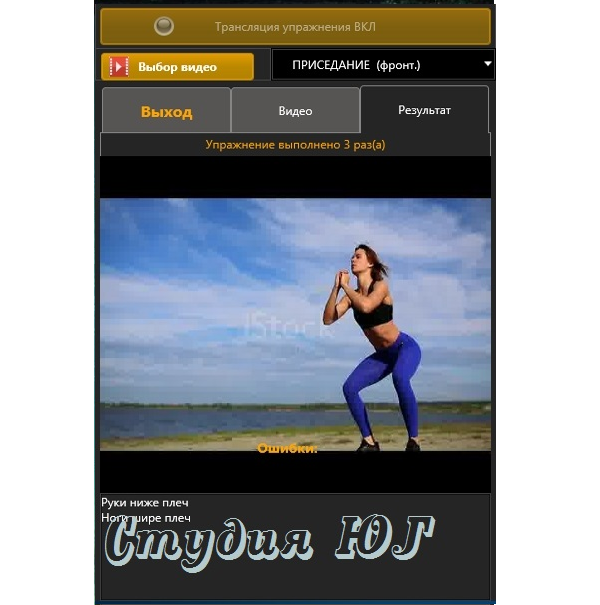 Трансляция упражнения ВКЛ
Выбор видео
ПРИСЕДАНИЕ (фронт.)
Выход
Видео
Результат
Упражнение выполнено 3 раз(а)
iStock
Ошибки:
Руки ниже плеч
Ноги шире плеч
Студия ЮГ